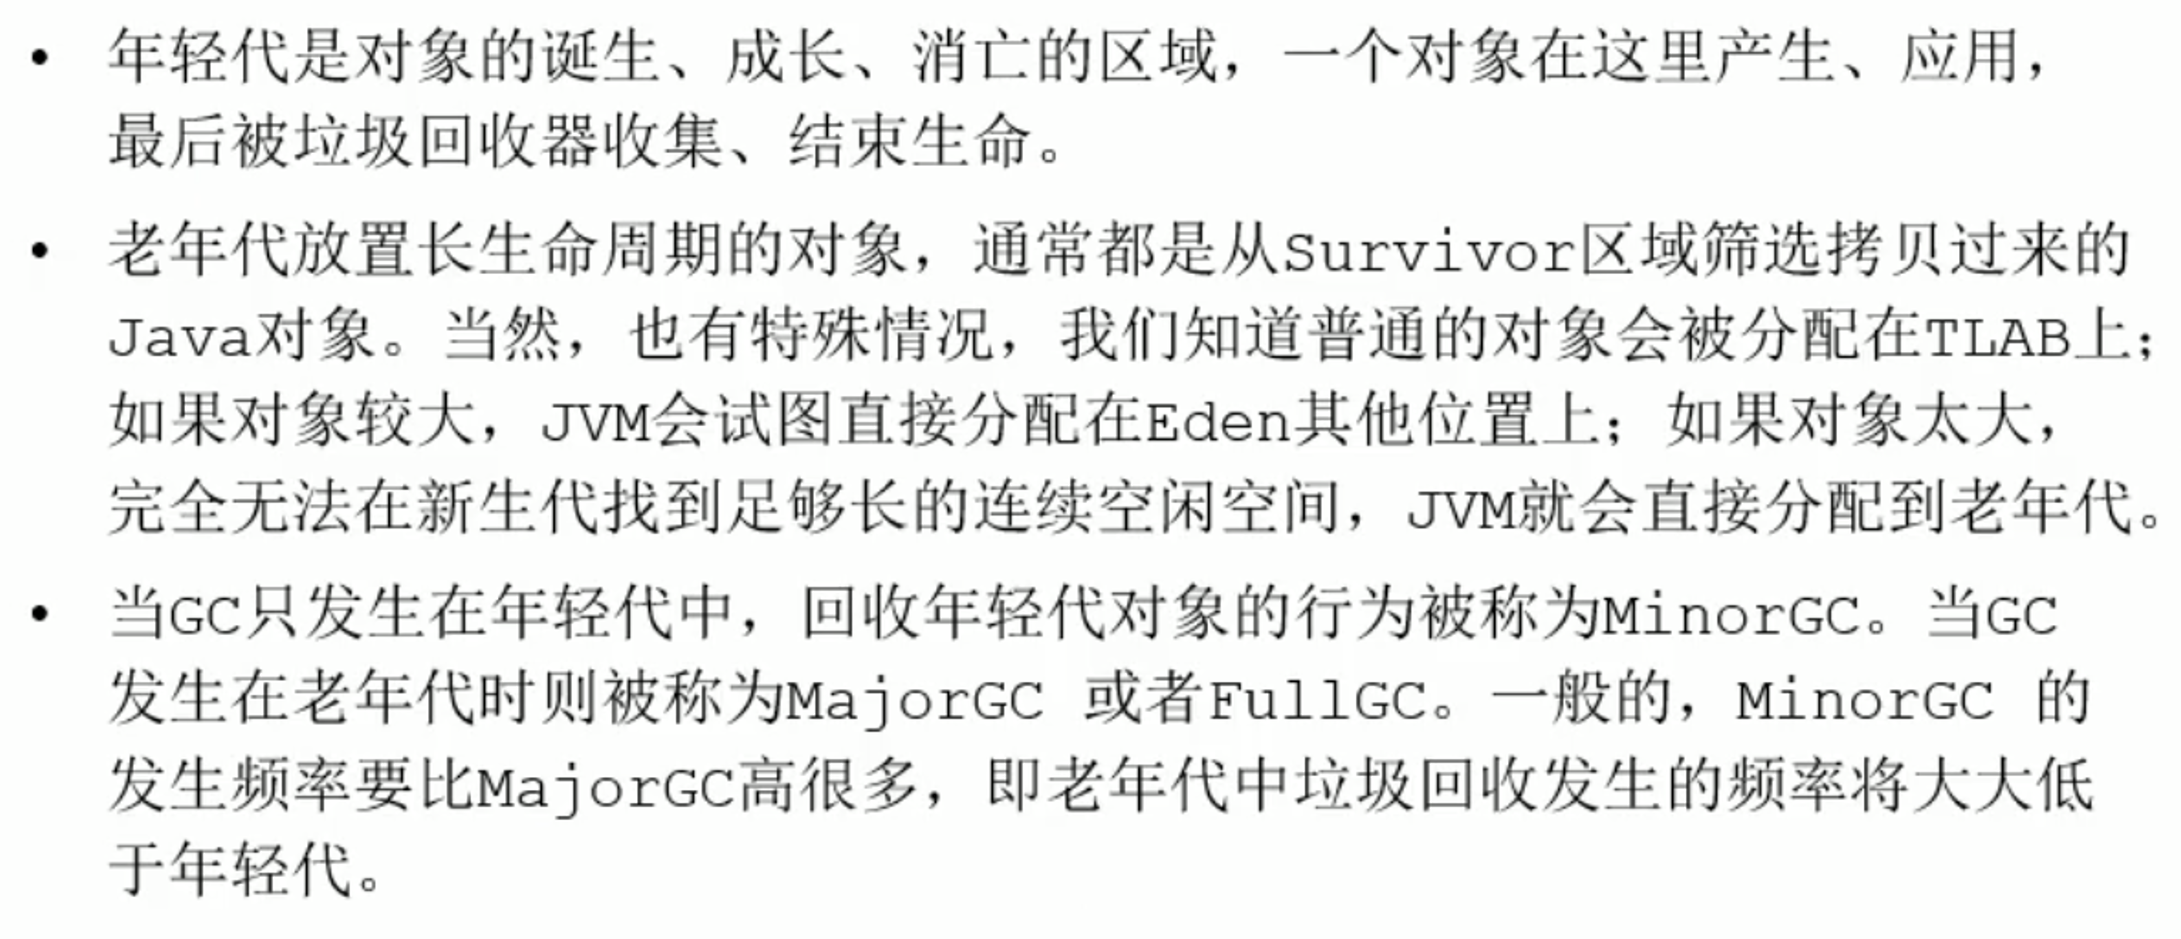 • 年轻代是对象的诞生、成长、消亡的区域，一个对象在这里产生、应用，
最后被垃圾回收器收集、结束生命。
• 老年代放置长生命周期的对象，通常都是从Survivor区域筛选拷贝过来的
Java对象。当然，也有特殊情况，我们知道普通的对象会被分配在TLAB上；
如果对象较大，JVM会试图直接分配在Eden其他位置上；如果对象太大，
完全无法在新生代找到足够长的连续空闲空间，JVM就会直接分配到老年代。
• 当GC只发生在年轻代中，回收年轻代对象的行为被称为MinorGC。当GC
发生在老年代时则被称为MajorGC 或者FullGC。一般的，MinorGC 的
发生频率要比MajorGC高很多，即老年代中垃圾回收发生的频率将大大低
于年轻代。